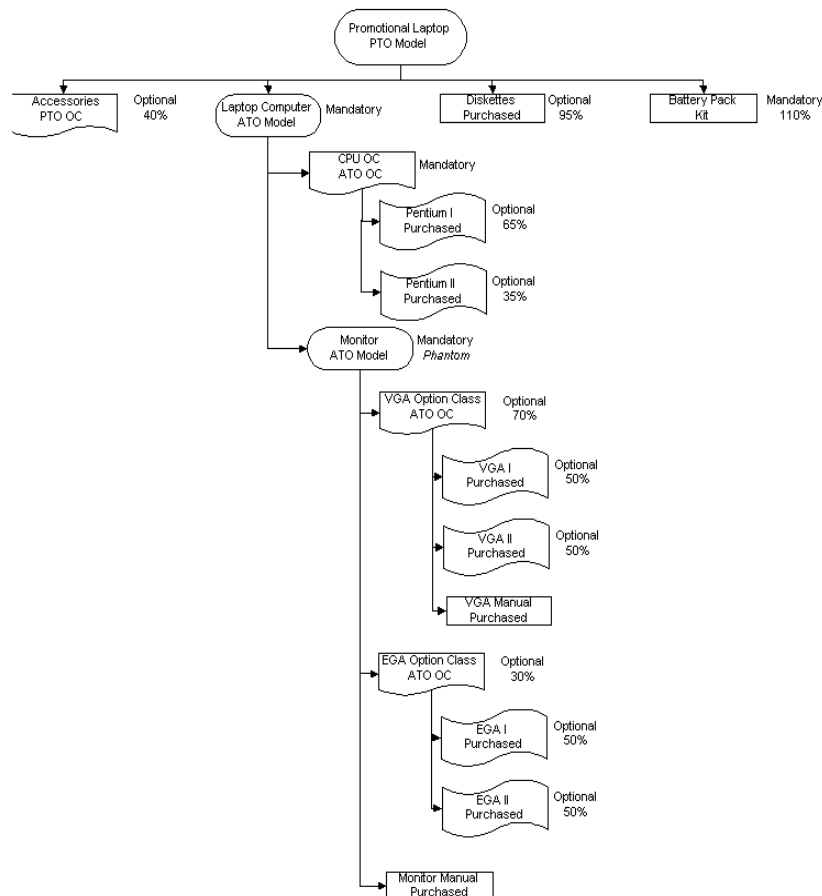 Promotional Laptop
PTO Model
Accessories
PTO OC
Optional
40%
Laptop Computer
ATO Model
Mandatory
Diskettes
Purchased
Optional
95%
Battery Pack
Kit
Mandatory
110%
CPU OC
ATO OC
Mandatory
Pentium I
Purchased
Optional
65%
Pentium II
Purchased
Optional
35%
Monitor
ATO Model
Mandatory
Phantom
VGA Option Class
ATO OC
Optional
70%
VGA I
Purchased
Optional
50%
VGA II
Purchased
Optional
50%
VGA Manual
Purchased
EGA Option Class
ATO OC
Optional
30%
EGA I
Purchased
Optional
50%
EGA II
Purchased
Optional
50%
Monitor Manual
Purchased